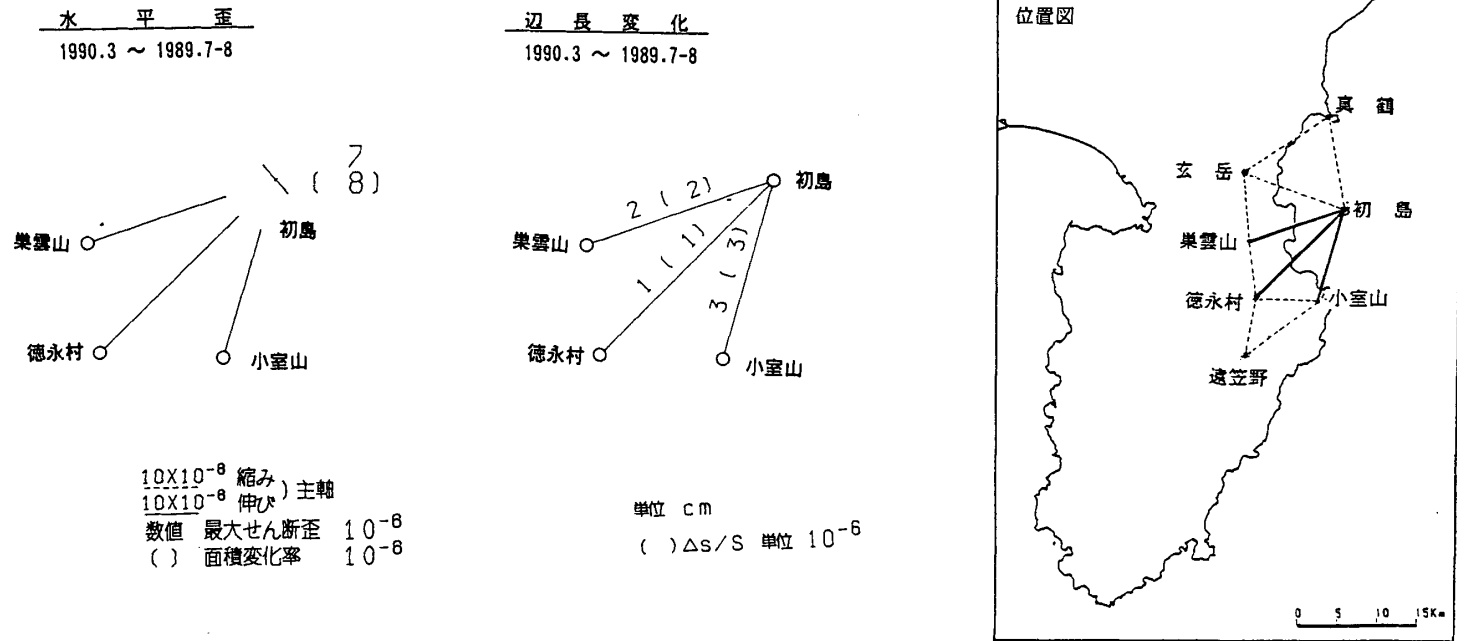 水平歪
1990.3 ～ 1989.7-8
7
( 8)
巣雲山
初島
徳永村
小室山
10X10⁻⁶ 縮み
10X10⁻⁶ 伸び
) 主軸
数値 最大せん断歪 10⁻⁶
( ) 面積変化率 10⁻⁶
辺長変化
1990.3 ～ 1989.7-8
初島
2 ( 2)
巣雲山
1 ( 1)
3 ( 3)
徳永村
小室山
単位 cm
( )△s/S 単位 10⁻⁶
位置図
真鶴
玄岳
初島
巣雲山
徳永村
小室山
遠笠野
0 5 10 15Km